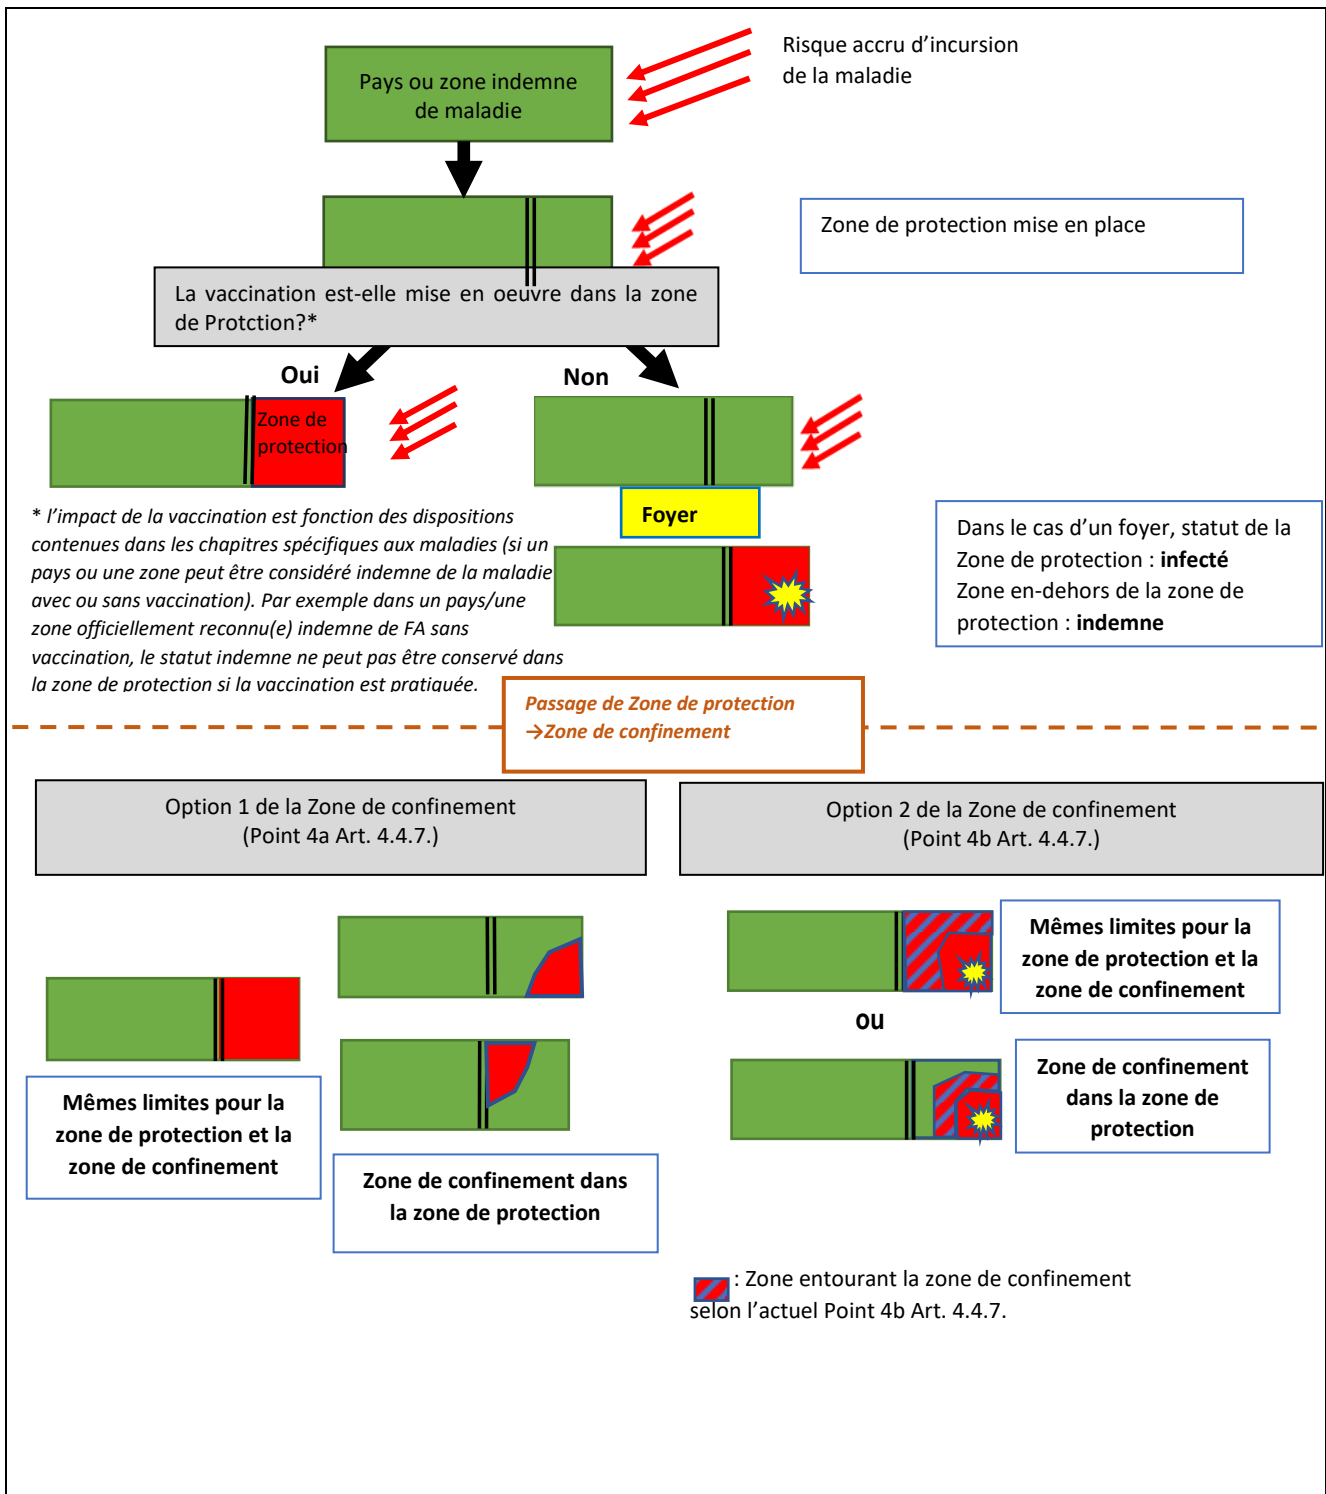 Pays ou zone indemne
de maladie
Risque accru d'incursion
de la maladie
Zone de protection mise en place
La vaccination est-elle mise en oeuvre dans la zone
de Protction?*
Oui
Non
Zone de
protection
* l'impact de la vaccination est fonction des dispositions
contenues dans les chapitres spécifiques aux maladies (si un
pays ou une zone peut être considéré indemne de la maladie
avec ou sans vaccination). Par exemple dans un pays/une
zone officiellement reconnu(e) indemne de FA sans
vaccination, le statut indemne ne peut pas être conservé dans
la zone de protection si la vaccination est pratiquée.
Foyer
Dans le cas d'un foyer, statut de la
Zone de protection : infecté
Zone en-dehors de la zone de
protection : indemne
Passage de Zone de protection
→Zone de confinement
Option 1 de la Zone de confinement
(Point 4a Art. 4.4.7.)
Option 2 de la Zone de confinement
(Point 4b Art. 4.4.7.)
Mêmes limites pour la
zone de protection et la
zone de confinement
Zone de confinement dans
la zone de protection
Mêmes limites pour la
zone de protection et la
zone de confinement
ou
Zone de confinement
dans la zone de
protection
: Zone entourant la zone de confinement
selon l'actuel Point 4b Art. 4.4.7.